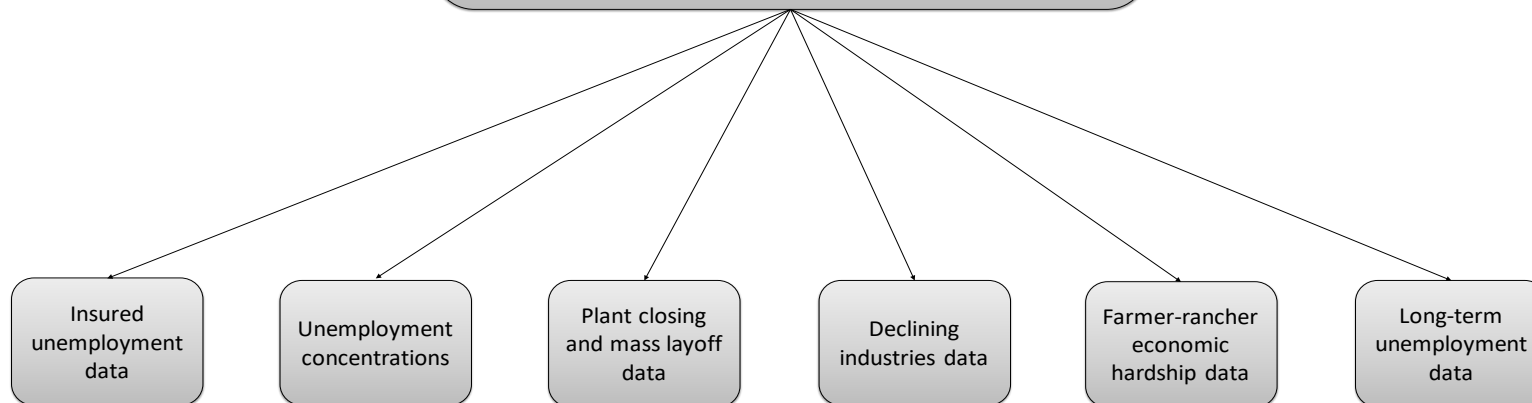 Insured
unemployment
data
Unemployment
concentrations
Plant closing
and mass layoff
data
Declining
industries data
Farmer-rancher
economic
hardship data
Long-term
unemployment
data